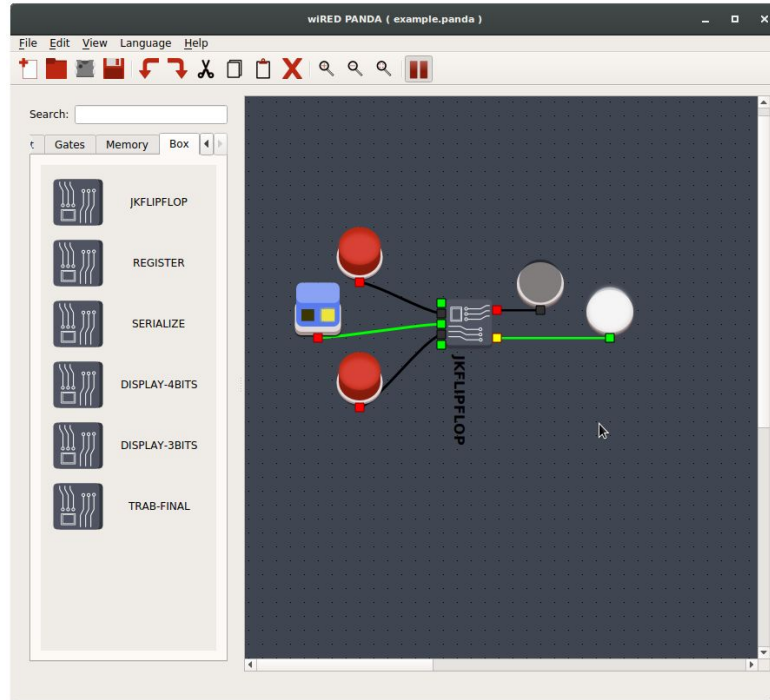 wiRED PANDA ( example.panda )
File Edit View Language Help
Search:
Gates Memory Box
JKFLIPFLOP
REGISTER
SERIALIZE
DISPLAY-4BITS
DISPLAY-3BITS
TRAB-FINAL
JKFLIPFLOP